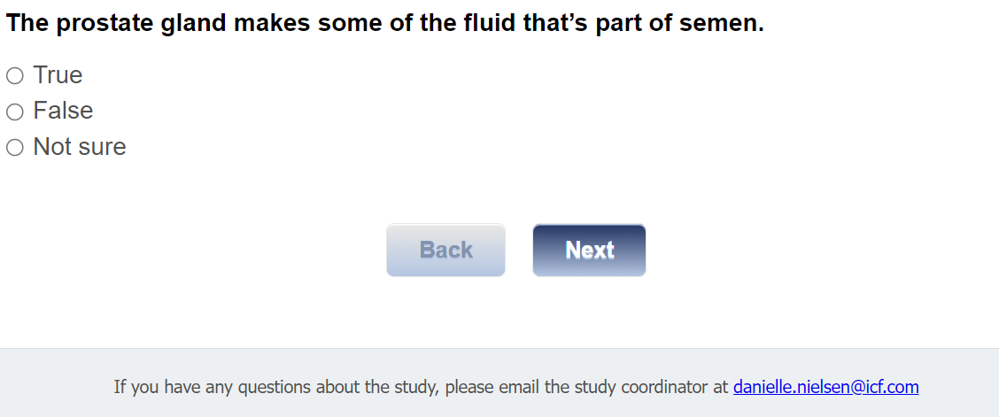 The prostate gland makes some of the fluid that’s part of semen.
True
False
Not sure
Back
Next
If you have any questions about the study, please email the study coordinator at danielle.nielsen@icf.com